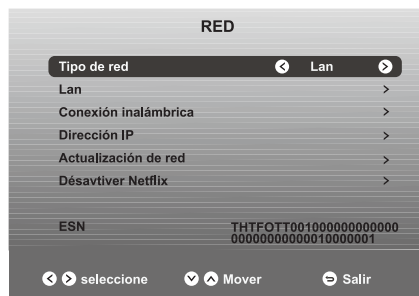 RED
Tipo de red Lan
Lan
Conexión inalámbrica
Dirección IP
Actualización de red
Désavtiver Netflix
ESN THTFOTT001000000000000
00000000000010000001
seleccione Mover Salir